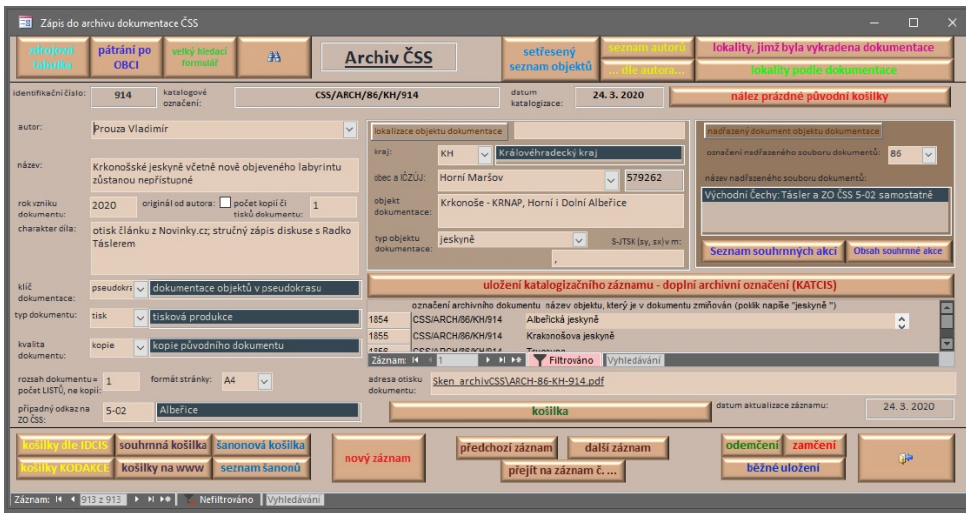 Zápis do archivu dokumentace ČSS
zdrojová tabulka
pátrání po OBCI
velký hledací formulář
Archiv ČSS
setřesený seznam objektů
seznam autorů
... dle autora...
lokality, jimž byla vykradena dokumentace
lokality podle dokumentace
identifikační číslo: 914
katalogové označení: CSS/ARCH/86/KH/914
datum katalogizace: 24. 3. 2020
nález prázdné původní košilky
autor: Prouza Vladimír
název: Krkonošské jeskyně včetně nově objeveného labyrintu
zůstanou nepřístupné
rok vzniku dokumentu: 2020
originál od autora:
počet kopií či tisků dokumentu: 1
charakter díla: otisk článku z Novinky.cz; stručný zápis diskuse s Radko
Táslerem
klíč dokumentace: pseudokra
dokumentace objektů v pseudokrasu
typ dokumentu: tisk
tisková produkce
kvalita dokumentu: kopie
kopie původního dokumentu
rozsah dokumentu = počet LISTŮ, ne kopií: 1
formát stránky: A4
případný odkaz na ZO ČSS: 5-02
Albeřice
lokalizace objektu dokumentace
kraj: KH
Královéhradecký kraj
obec a IČZÚJ: Horní Maršov
579262
objekt dokumentace: Krkonoše - KRNAP, Horní i Dolní Albeřice
typ objektu dokumentace: jeskyně
S-JTSK (sy, sx) v m:
,
nadřazený dokument objektu dokumentace
označení nadřazeného souboru dokumentů: 86
název nadřazeného souboru dokumentů:
Východní Čechy: Tásler a ZO ČSS 5-02 samostatně
Seznam souhrnných akcí
Obsah souhrnné akce
uložení katalogizačního záznamu - doplní archivní označení (KATCIS)
označení archivního dokumentu název objektu, který je v dokumentu zmiňován (poklik napíše "jeskyně ")
1854 CSS/ARCH/86/KH/914 Albeřická jeskyně
1855 CSS/ARCH/86/KH/914 Krakonošova jeskyně
1856 CSS/ARCH/86/KH/914
Záznam: 1 Filtrováno Vyhledávání
adresa otisku dokumentu: Sken_archivCSS\ARCH-86-KH-914.pdf
košilka
datum aktualizace záznamu: 24. 3. 2020
košilky dle IDCIS
souhrnná košilka
šanonová košilka
košilky KODAKCE
košilky na www
seznam šanonů
nový záznam
předchozí záznam
další záznam
přejít na záznam č. ...
odemčení
zamčení
běžné uložení
Záznam: 913 z 913 Nefiltrováno Vyhledávání